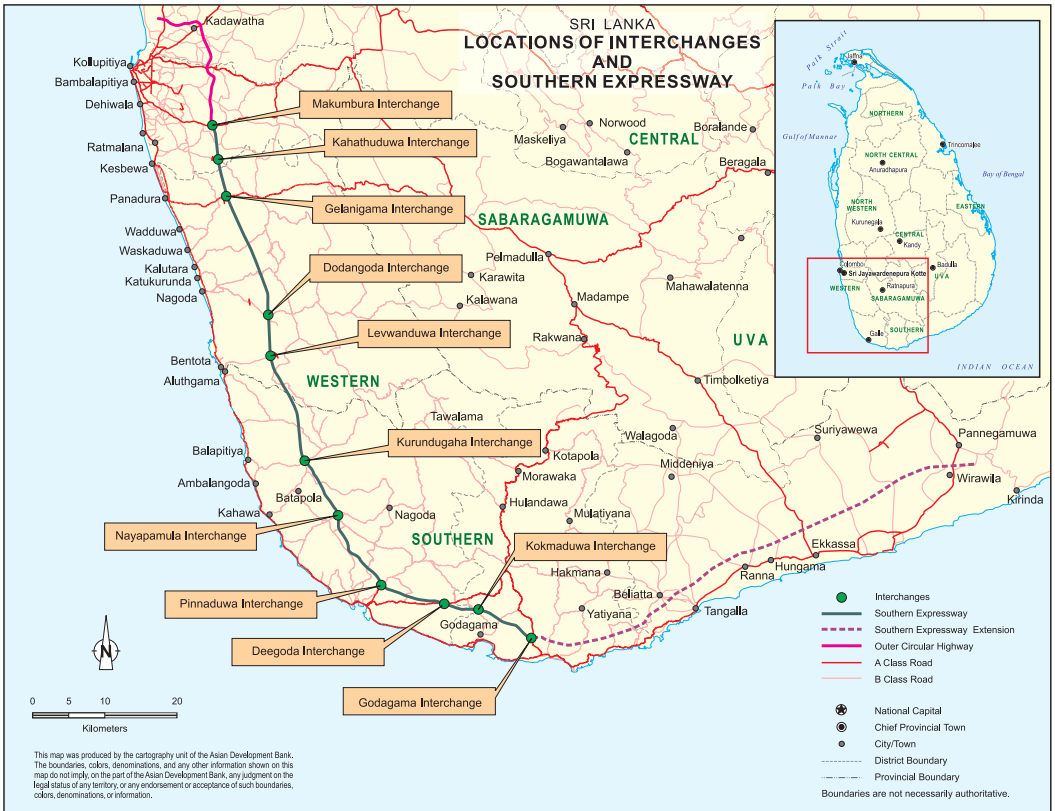 SRI LANKA
LOCATIONS OF INTERCHANGES
AND
SOUTHERN EXPRESSWAY
Kadawatha
Kollupitiya
Bambalapitiya
Dehiwala
Ratmalana
Kesbewa
Panadura
Wadduwa
Waskaduwa
Kalutara
Katukurunda
Nagoda
Bentota
Aluthgama
Balapitiya
Ambalangoda
Kahawa
Batapola
Nagoda
Makumbura Interchange
Kahathuduwa Interchange
Gelanigama Interchange
Dodangoda Interchange
Levwanduwa Interchange
Kurundugaha Interchange
Nayapamula Interchange
Pinnaduwa Interchange
Deegoda Interchange
Kokmaduwa Interchange
Godagama Interchange
Godagama
Norwood
Maskeliya
Bogawantalawa
CENTRAL
Boralande
Beragala
SABARAGAMUWA
Pelmadulla
Karawita
Kalawana
Mahawalatenna
Madampe
Rakwana
UVA
WESTERN
Timbolketiya
Tawalama
Walagoda
Suriyawewa
Pannegamuwa
Kotapola
Middeniya
Morawaka
Wirawila
Kirinda
Hulandawa
Mulatiyana
SOUTHERN
Ekkassa
Hungama
Ranna
Hakmana
Beliatta
Yatiyana
Tangalla
Palk Strait
Jaffna
Palk Bay
NORTHERN
Gulf of Mannar
Trincomalee
NORTH CENTRAL
Anuradhapura
Bay of Bengal
NORTH
WESTERN
EASTERN
Kurunegala
CENTRAL
Kandy
Colombo
Sri Jayawardenepura Kotte
Badulla
UVA
WESTERN
Ratnapura
SABARAGAMUWA
SOUTHERN
Galle
INDIAN OCEAN
Interchanges
Southern Expressway
Southern Expressway Extension
Outer Circular Highway
A Class Road
B Class Road
National Capital
Chief Provincial Town
City/Town
District Boundary
Provincial Boundary
Boundaries are not necessarily authoritative.
N
0 5 10 20
Kilometers
This map was produced by the cartography unit of the Asian Development Bank.
The boundaries, colors, denominations, and any other information shown on this
map do not imply, on the part of the Asian Development Bank, any judgment on the
legal status of any territory, or any endorsement or acceptance of such boundaries,
colors, denominations, or information.